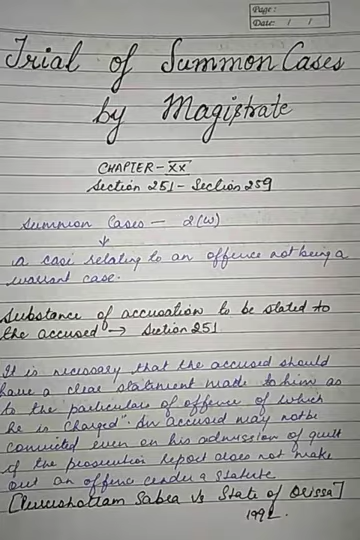 Page:
Date: / /
Trial of Summon Cases
by Magistrate
CHAPTER - XX
Section 251 - Section 259
Summon Cases — 2(w)
↓
a case relating to an offence not being a
warrant case.
Substance of accusation to be stated to
the accused → Section 251
It is necessary that the accused should
have a clear statement made to him as
to the particulars of offense of which
he is charged. An accused may not be
convicted even on his admission of guilt
if the prosecution report does not make
out an offence under a statute
[Purushottam Sabra vs State of Orissa]
1992.